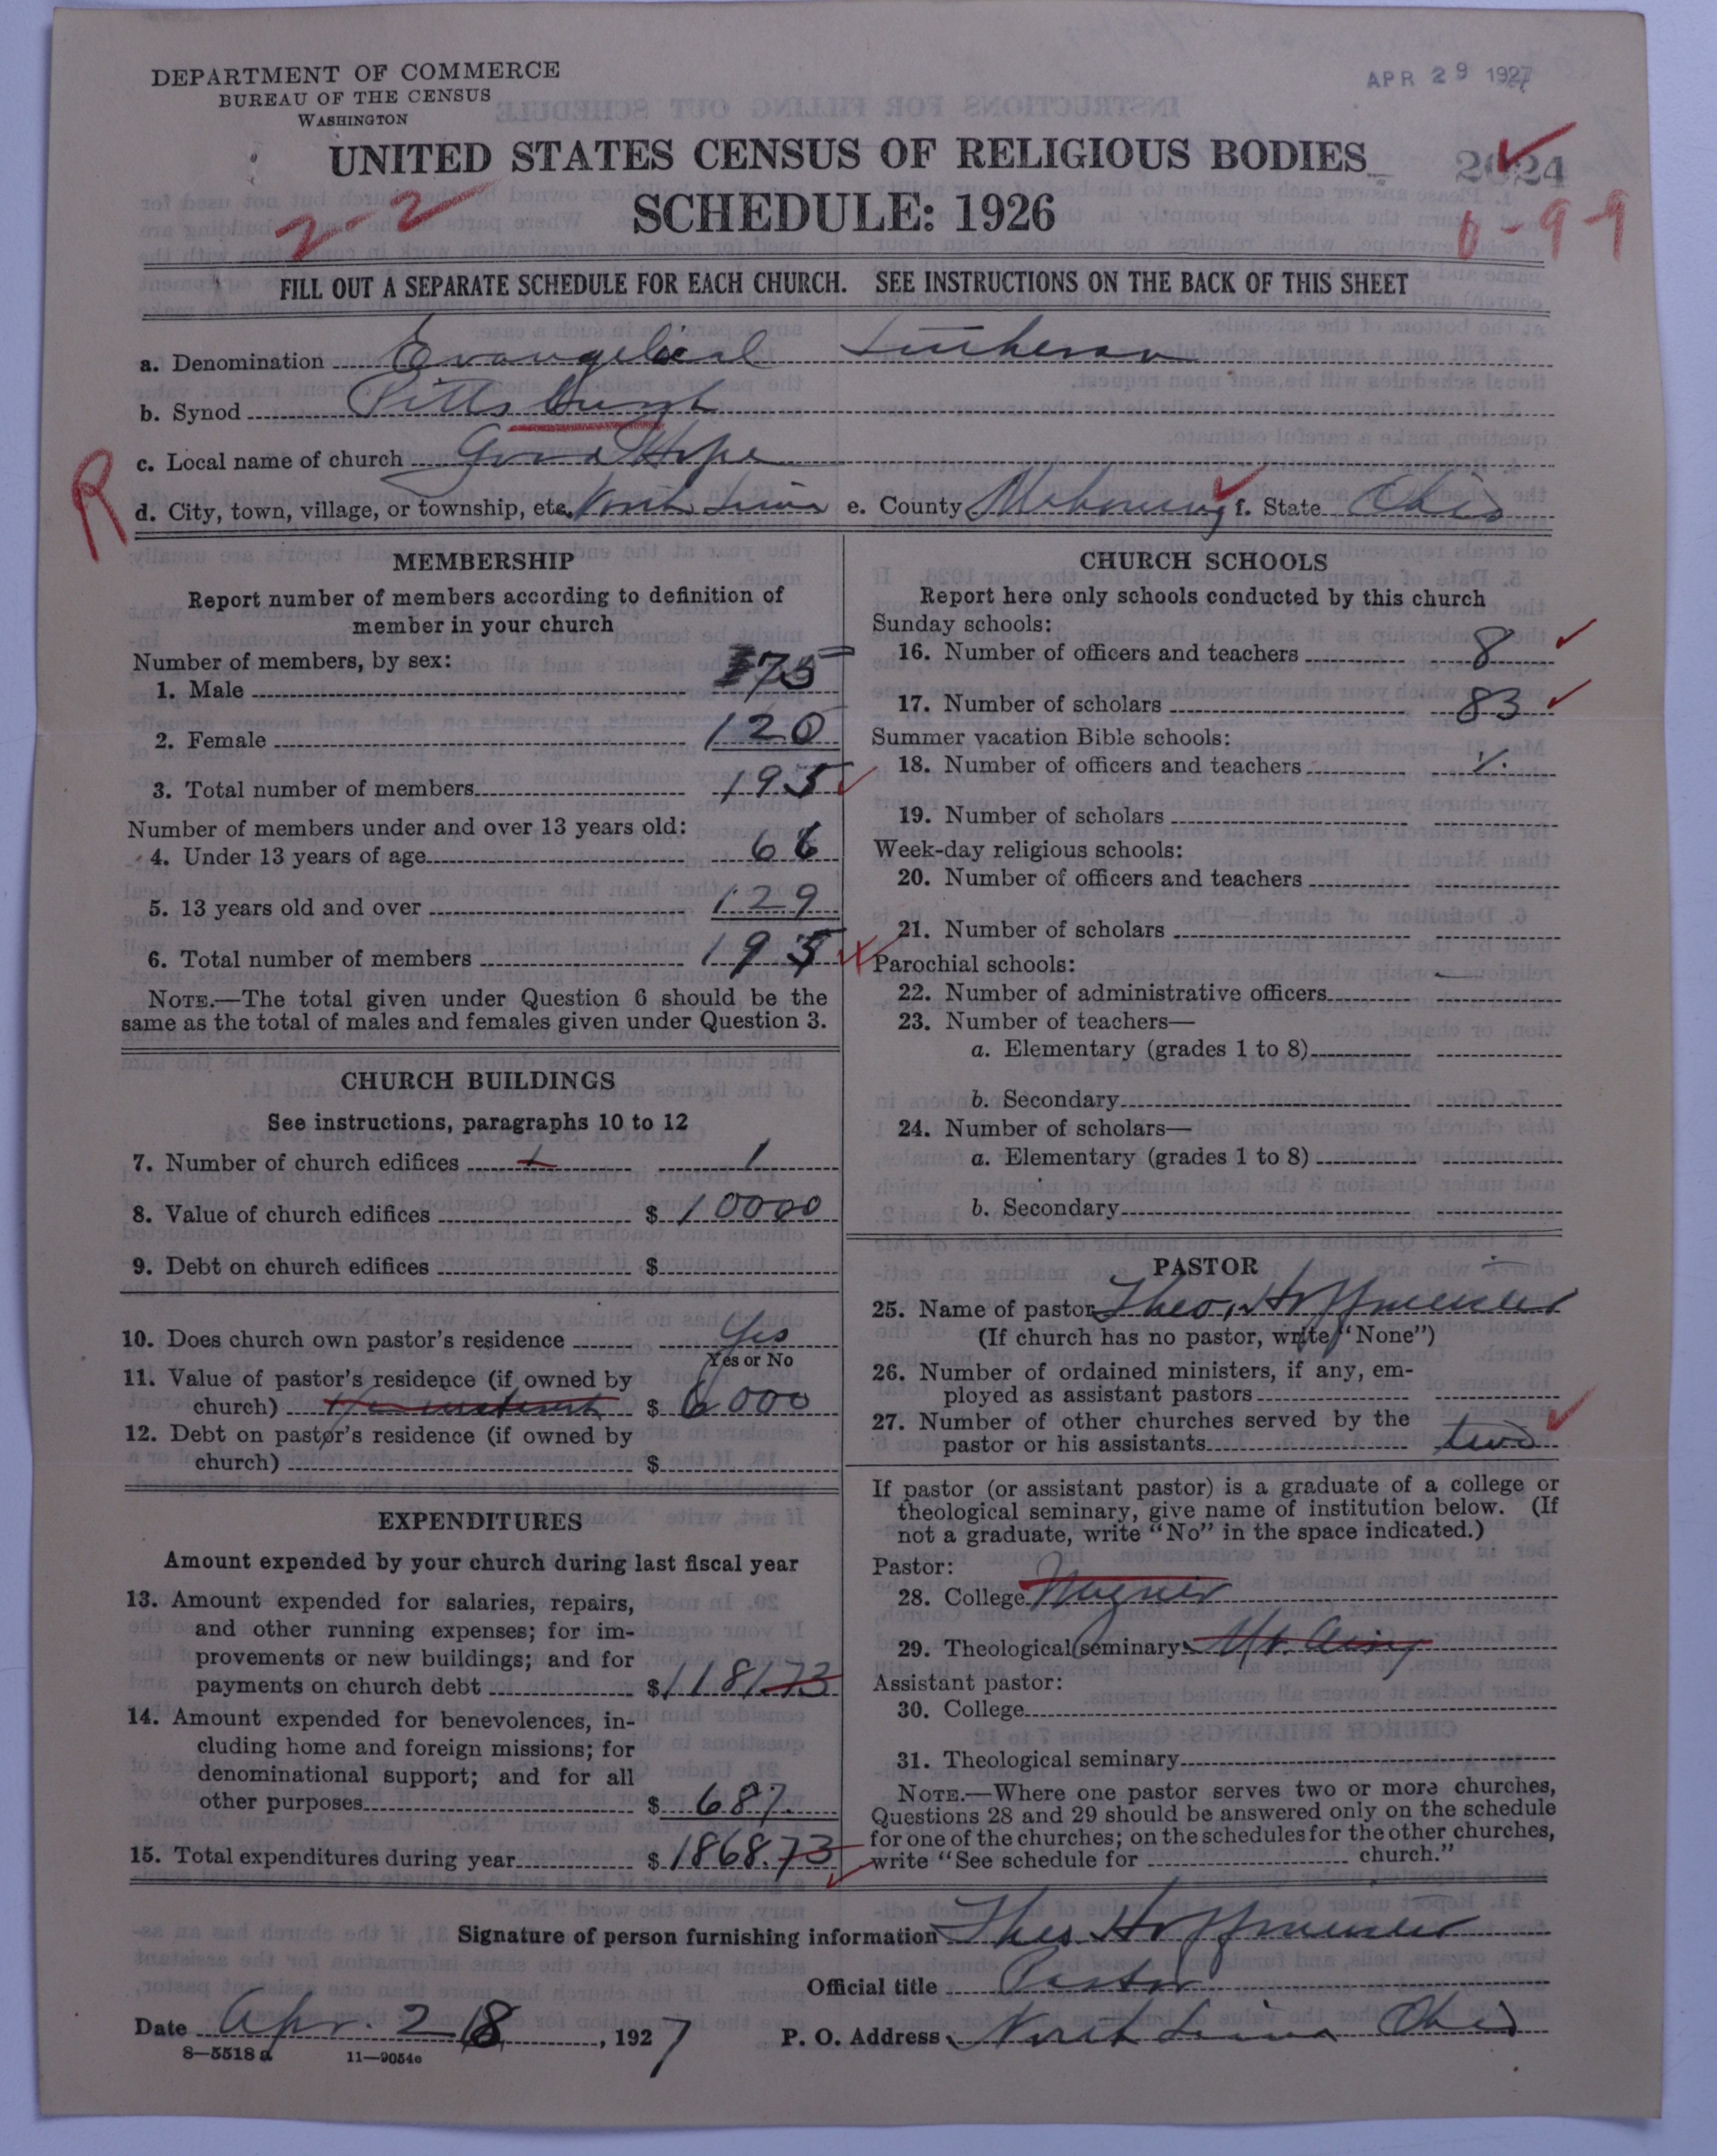 DEPARTMENT OF COMMERCE
BUREAU OF THE CENSUS
WASHINGTON
APR 29 1927
UNITED STATES CENSUS OF RELIGIOUS BODIES
SCHEDULE: 1926
2-2
0-99
FILL OUT A SEPARATE SCHEDULE FOR EACH CHURCH. SEE INSTRUCTIONS ON THE BACK OF THIS SHEET
a. Denomination Evangelical Lutheran
b. Synod Pittsburgh
c. Local name of church Good Hope
R
d. City, town, village, or township, etc. North Lima e. County Mahoning f. State Ohio
MEMBERSHIP
Report number of members according to definition of
member in your church
Number of members, by sex:
1. Male 75
2. Female 120
3. Total number of members 195
Number of members under and over 13 years old:
4. Under 13 years of age 66
5. 13 years old and over 129
6. Total number of members 195
NOTE.—The total given under Question 6 should be the
same as the total of males and females given under Question 3.
CHURCH BUILDINGS
See instructions, paragraphs 10 to 12
7. Number of church edifices 1 1
8. Value of church edifices $10000
9. Debt on church edifices $
10. Does church own pastor's residence Yes
Yes or No
11. Value of pastor's residence (if owned by
church) $6000
12. Debt on pastor's residence (if owned by
church) $
EXPENDITURES
Amount expended by your church during last fiscal year
13. Amount expended for salaries, repairs,
and other running expenses; for im-
provements or new buildings; and for
payments on church debt $1181.73
14. Amount expended for benevolences, in-
cluding home and foreign missions; for
denominational support; and for all
other purposes $687.
15. Total expenditures during year $1868.73
CHURCH SCHOOLS
Report here only schools conducted by this church
Sunday schools:
16. Number of officers and teachers 8
17. Number of scholars 83
Summer vacation Bible schools:
18. Number of officers and teachers
19. Number of scholars
Week-day religious schools:
20. Number of officers and teachers
21. Number of scholars
Parochial schools:
22. Number of administrative officers
23. Number of teachers—
a. Elementary (grades 1 to 8)
b. Secondary
24. Number of scholars—
a. Elementary (grades 1 to 8)
b. Secondary
PASTOR
25. Name of pastor Theo. Hoffmeier
(If church has no pastor, write "None")
26. Number of ordained ministers, if any, em-
ployed as assistant pastors
27. Number of other churches served by the
pastor or his assistants two
If pastor (or assistant pastor) is a graduate of a college or
theological seminary, give name of institution below. (If
not a graduate, write "No" in the space indicated.)
Pastor:
28. College Wagner
29. Theological seminary Mt. Airy
Assistant pastor:
30. College
31. Theological seminary
NOTE.—Where one pastor serves two or more churches,
Questions 28 and 29 should be answered only on the schedule
for one of the churches; on the schedules for the other churches,
write "See schedule for church."
Signature of person furnishing information Theo. Hoffmeier
Official title Pastor
Date Apr. 28, 1927 P. O. Address North Lima Ohio
8—5518a 11—9054c